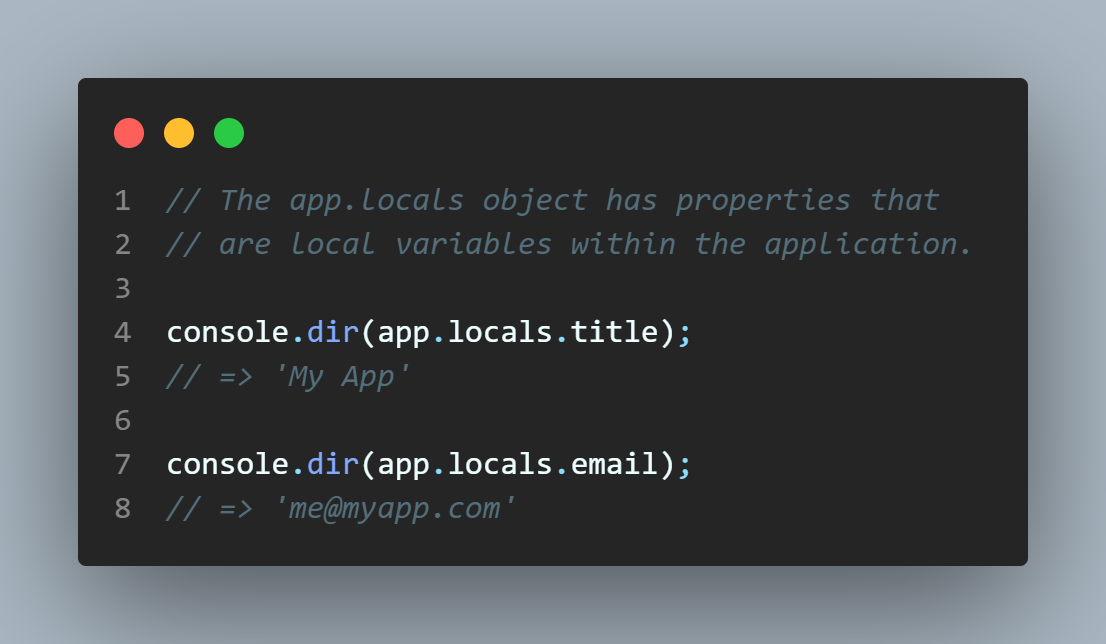 1 // The app.locals object has properties that
2 // are local variables within the application.
3
4 console.dir(app.locals.title);
5 // => 'My App'
6
7 console.dir(app.locals.email);
8 // => 'me@myapp.com'